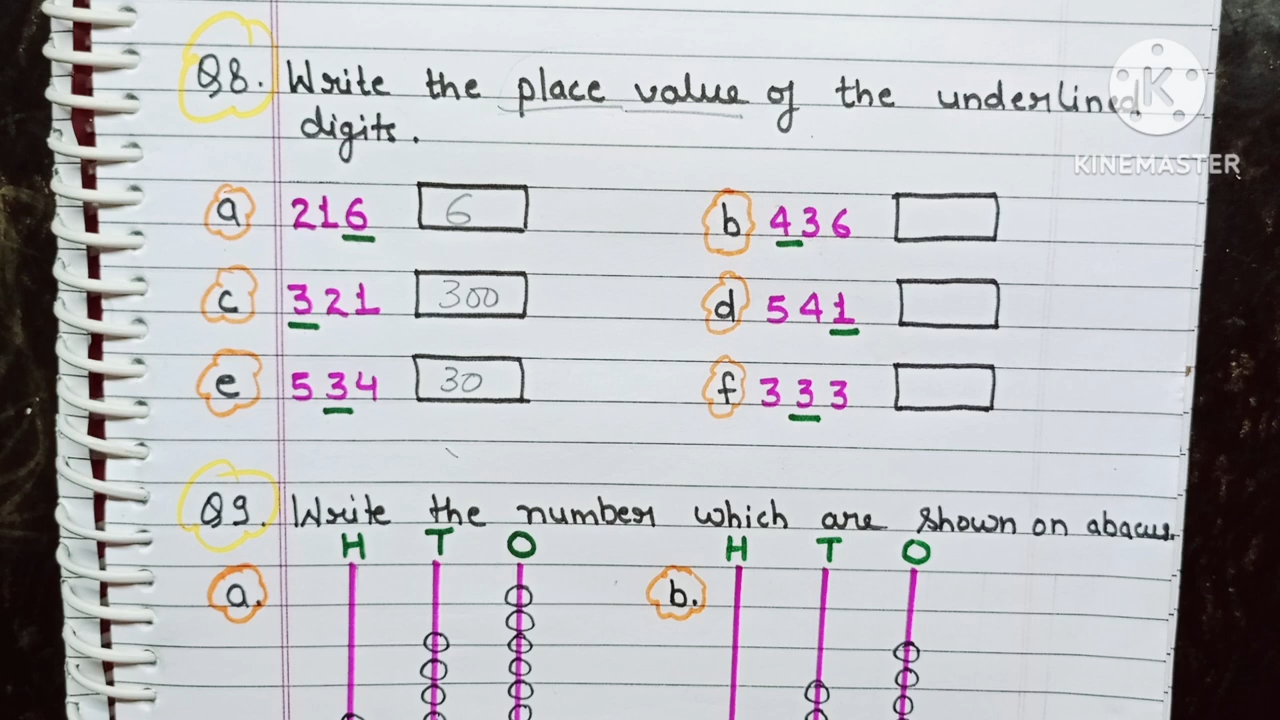 Q8. Write the place value of the underlined
digits.
a 216 6 b 436
c 321 300 d 541
e 534 30 f 333
Q9. Write the number which are shown on abacus.
H T O H T O
a. b.
K
KINEMASTER